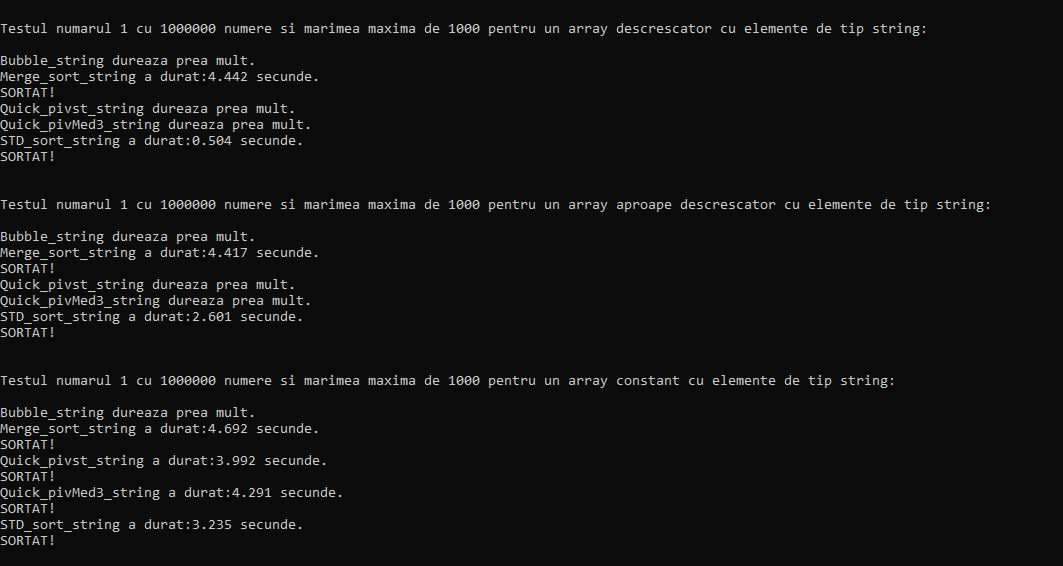 Testul numarul 1 cu 1000000 numere si marimea maxima de 1000 pentru un array descrescator cu elemente de tip string:
Bubble_string dureaza prea mult.
Merge_sort_string a durat:4.442 secunde.
SORTAT!
Quick_pivst_string dureaza prea mult.
Quick_pivMed3_string dureaza prea mult.
STD_sort_string a durat:0.504 secunde.
SORTAT!
Testul numarul 1 cu 1000000 numere si marimea maxima de 1000 pentru un array aproape descrescator cu elemente de tip string:
Bubble_string dureaza prea mult.
Merge_sort_string a durat:4.417 secunde.
SORTAT!
Quick_pivst_string dureaza prea mult.
Quick_pivMed3_string dureaza prea mult.
STD_sort_string a durat:2.601 secunde.
SORTAT!
Testul numarul 1 cu 1000000 numere si marimea maxima de 1000 pentru un array constant cu elemente de tip string:
Bubble_string dureaza prea mult.
Merge_sort_string a durat:4.692 secunde.
SORTAT!
Quick_pivst_string a durat:3.992 secunde.
SORTAT!
Quick_pivMed3_string a durat:4.291 secunde.
SORTAT!
STD_sort_string a durat:3.235 secunde.
SORTAT!